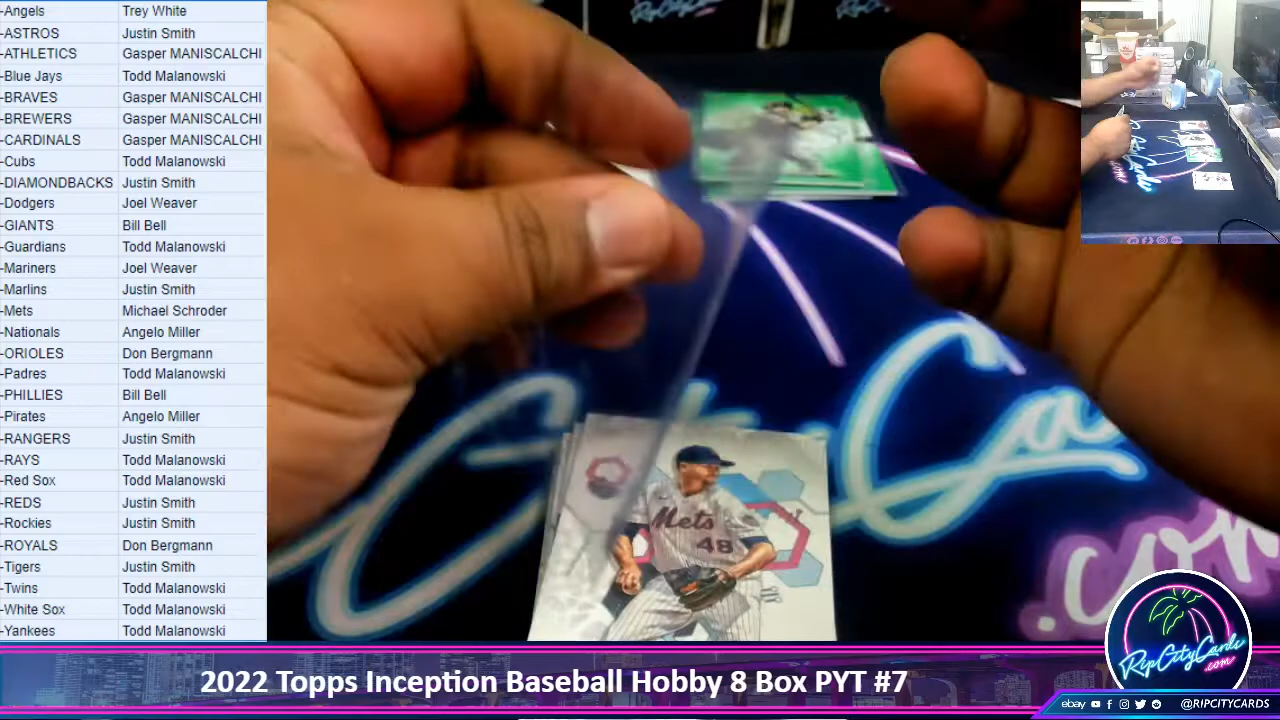 -Angels Trey White
-ASTROS Justin Smith
-ATHLETICS Gasper MANISCALCHI
-Blue Jays Todd Malanowski
-BRAVES Gasper MANISCALCHI
-BREWERS Gasper MANISCALCHI
-CARDINALS Gasper MANISCALCHI
-Cubs Todd Malanowski
-DIAMONDBACKS Justin Smith
-Dodgers Joel Weaver
-GIANTS Bill Bell
-Guardians Todd Malanowski
-Mariners Joel Weaver
-Marlins Justin Smith
-Mets Michael Schroder
-Nationals Angelo Miller
-ORIOLES Don Bergmann
-Padres Todd Malanowski
-PHILLIES Bill Bell
-Pirates Angelo Miller
-RANGERS Justin Smith
-RAYS Todd Malanowski
-Red Sox Todd Malanowski
-REDS Justin Smith
-Rockies Justin Smith
-ROYALS Don Bergmann
-Tigers Justin Smith
-Twins Todd Malanowski
-White Sox Todd Malanowski
-Yankees Todd Malanowski
Mets
48
.com
RipCityCards
.com
2022 Topps Inception Baseball Hobby 8 Box PYT #7
ebay @RIPCITYCARDS